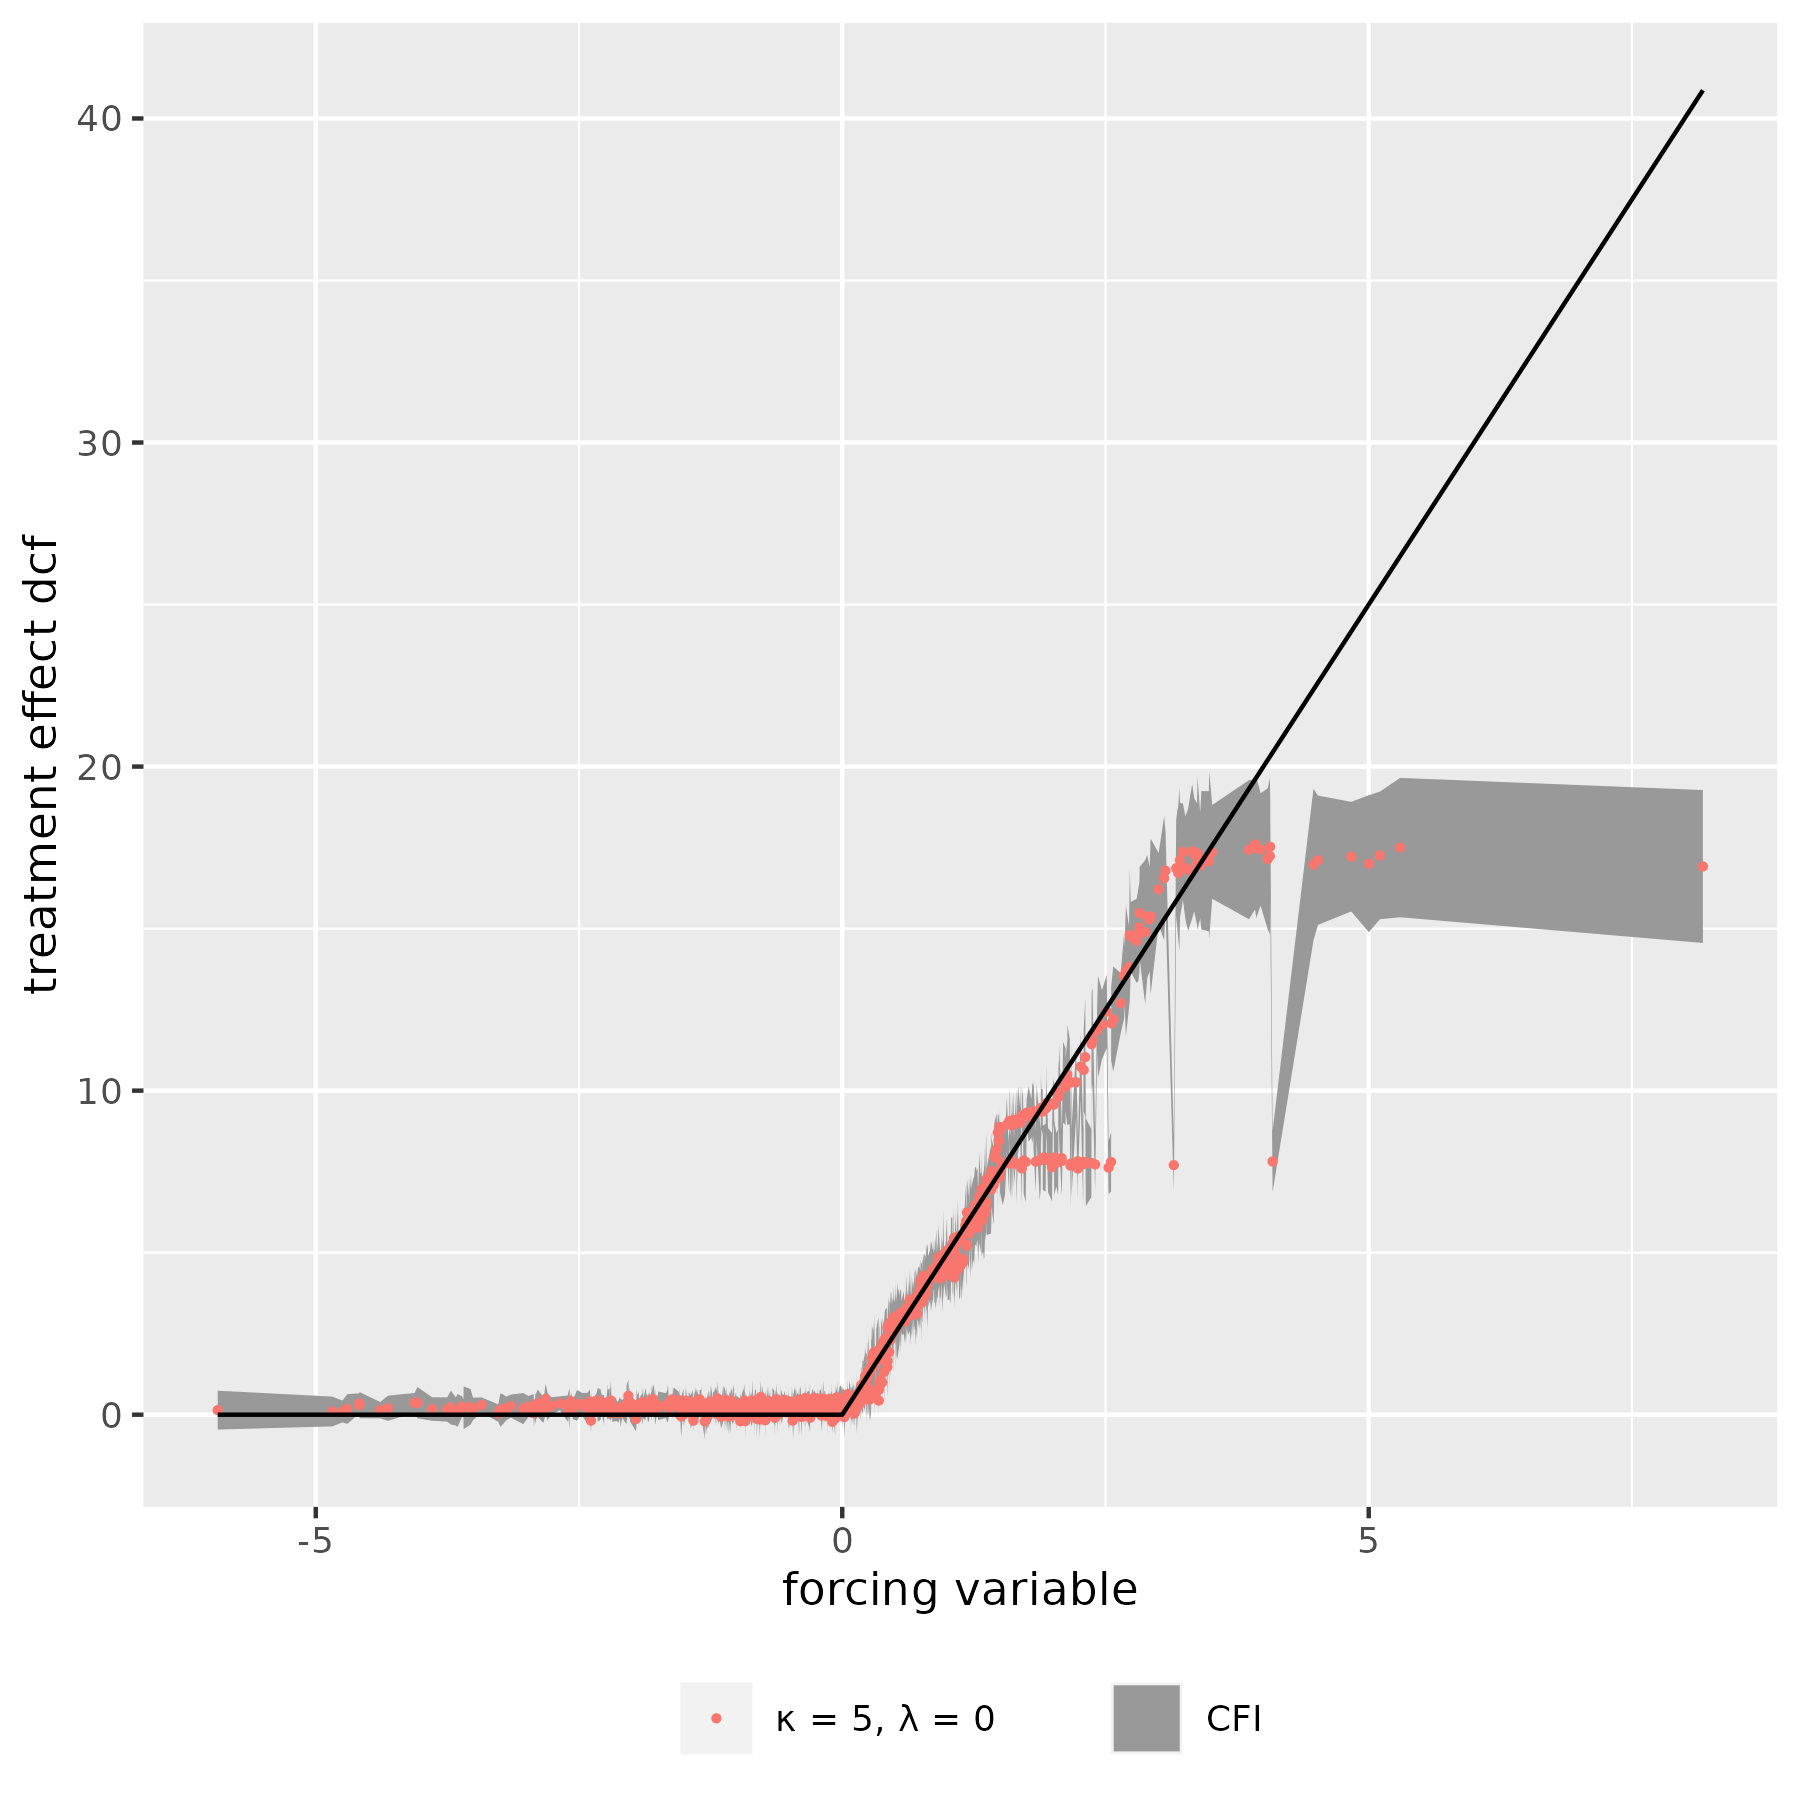 treatment effect dcf
40
30
20
10
0
-5 0 5
forcing variable
κ = 5, λ = 0 CFI